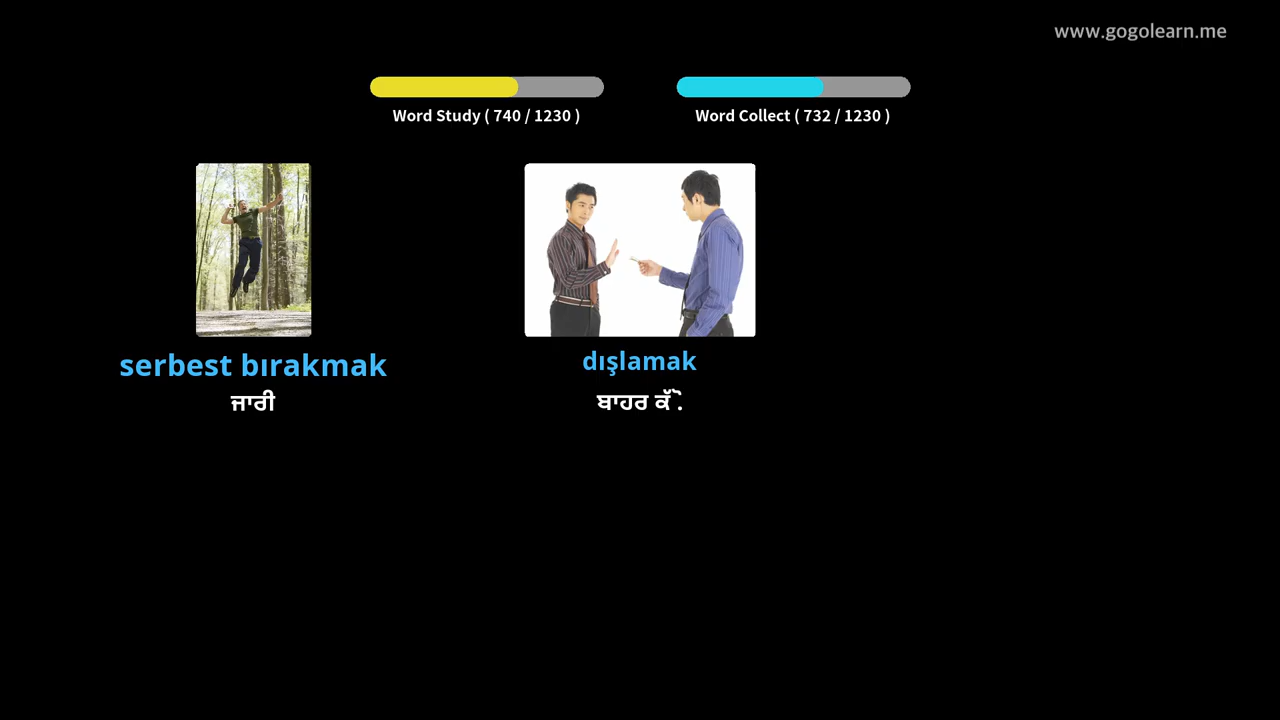 www.gogolearn.me
Word Study ( 740 / 1230 )
Word Collect ( 732 / 1230 )
serbest bırakmak
ਜਾਰੀ
dışlamak
ਬਾਹਰ